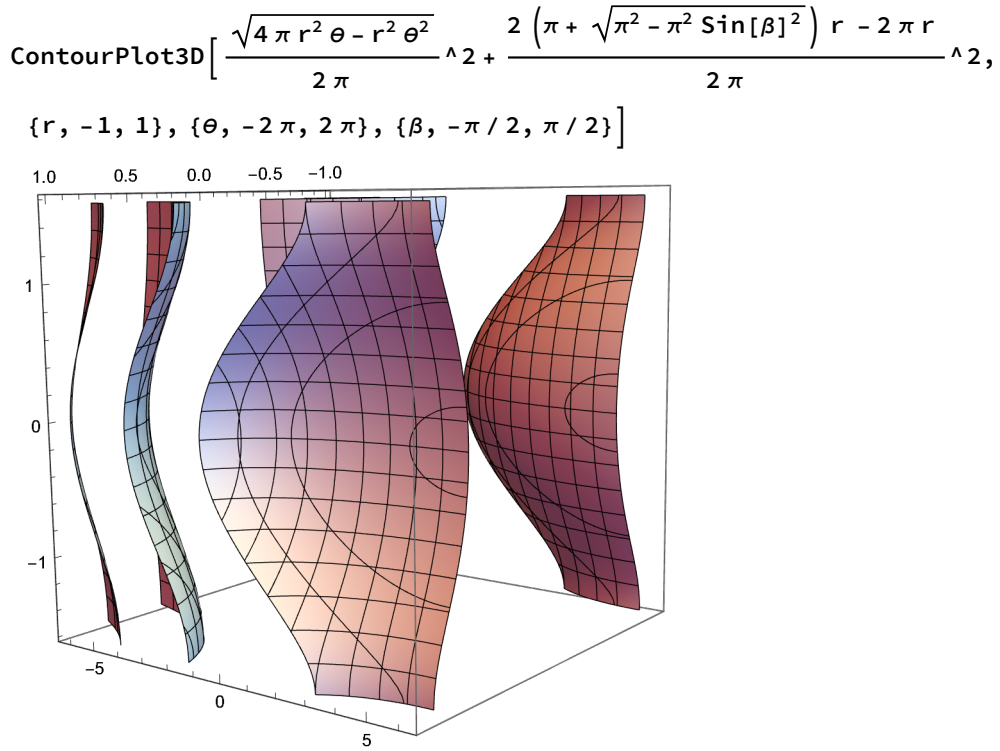 ContourPlot3D[ √(4 π r² θ – r² θ²) / (2 π) ^2 + (2 (π + √(π² – π² Sin[β]²)) r – 2 π r) / (2 π) ^2,
{r, -1, 1}, {θ, -2 π, 2 π}, {β, -π / 2, π / 2}]
1.0 0.5 0.0 -0.5 -1.0
1
0
-1
-5
0
5